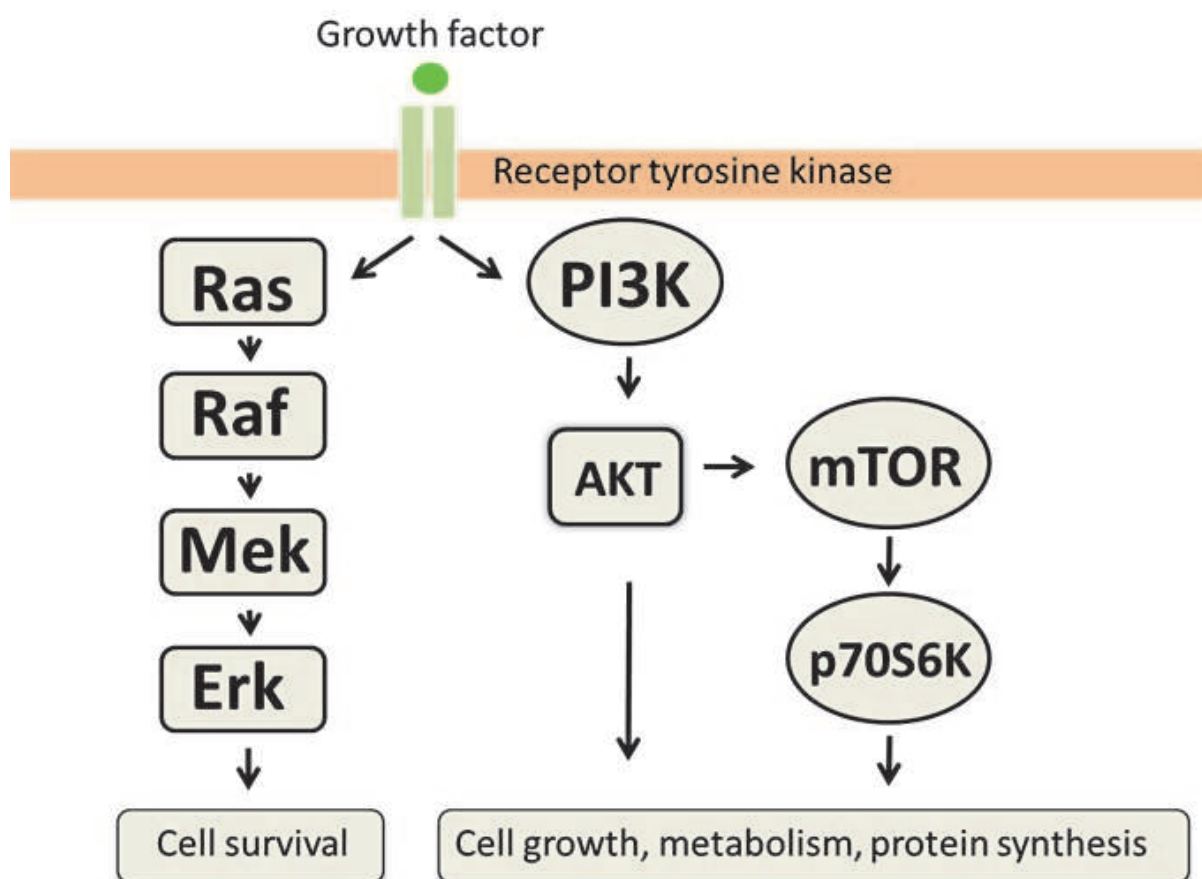 Growth factor
Receptor tyrosine kinase
Ras
PI3K
Raf
AKT
mTOR
Mek
Erk
p70S6K
Cell survival
Cell growth, metabolism, protein synthesis